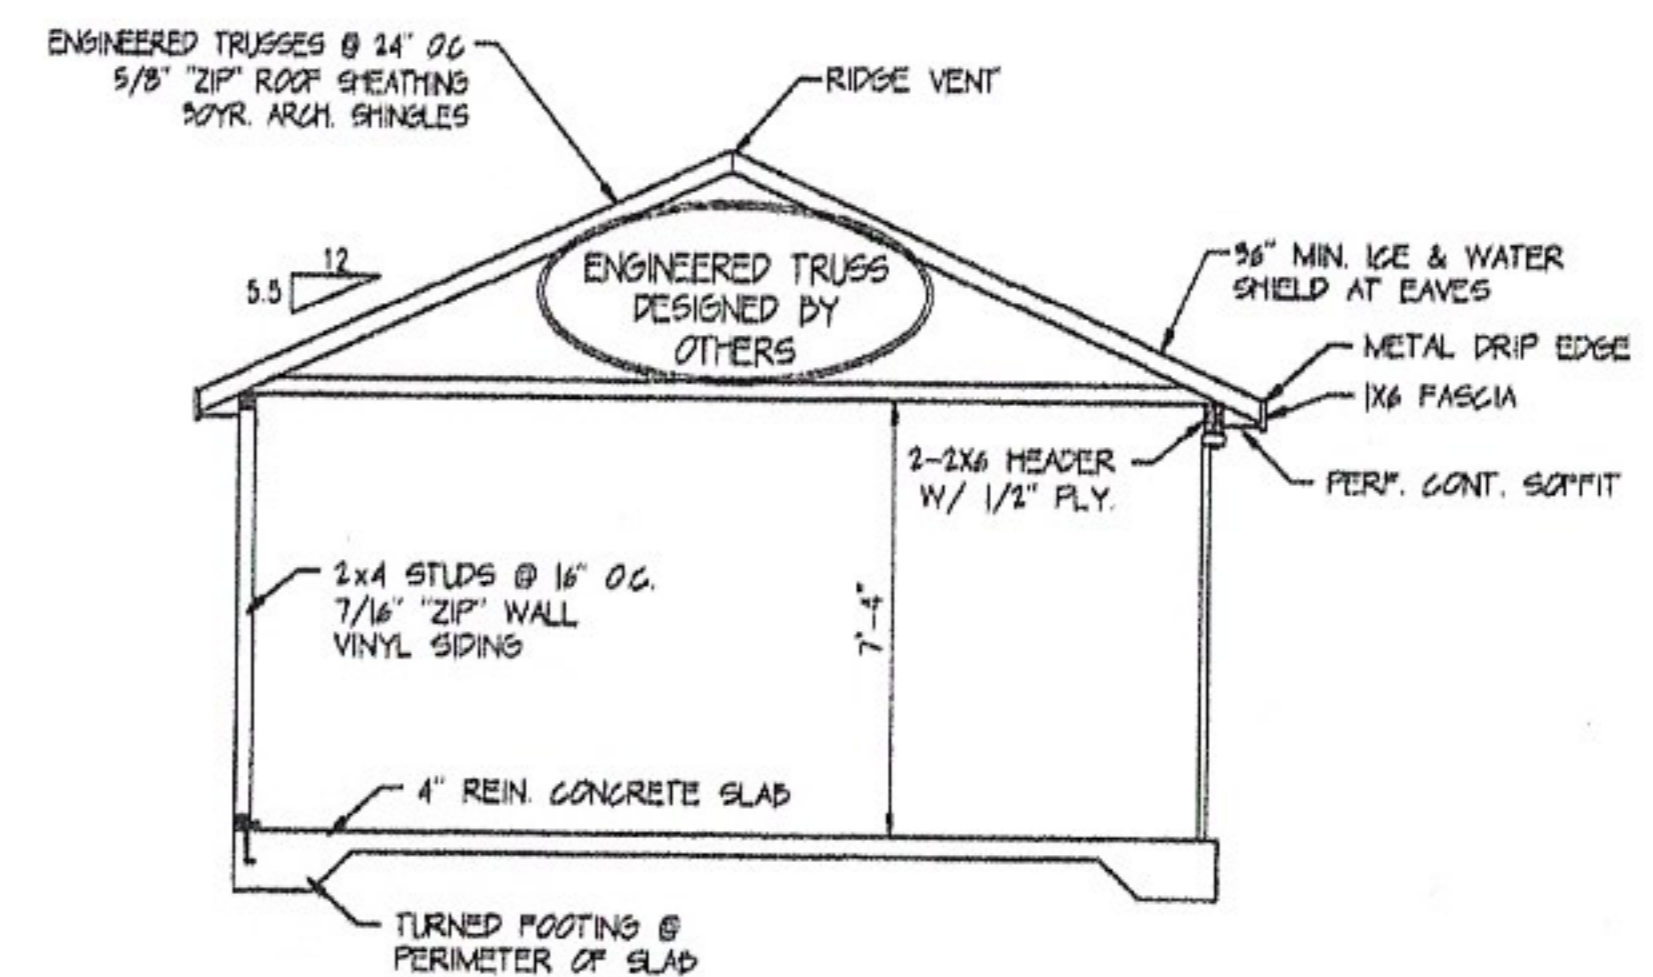 ENGINEERED TRUSSES @ 24" OC
5/8" "ZIP" ROOF SHEATHING
30YR. ARCH. SHINGLES
RIDGE VENT
12
5.5
ENGINEERED TRUSS
DESIGNED BY
OTHERS
36" MIN. ICE & WATER
SHIELD AT EAVES
METAL DRIP EDGE
1X6 FASCIA
2-2X6 HEADER
W/ 1/2" PLY.
PERF. CONT. SOFFIT
2x4 STUDS @ 16" O.C.
7/16" "ZIP" WALL
VINYL SIDING
7'-4"
4" REIN. CONCRETE SLAB
TURNED FOOTING @
PERIMETER OF SLAB